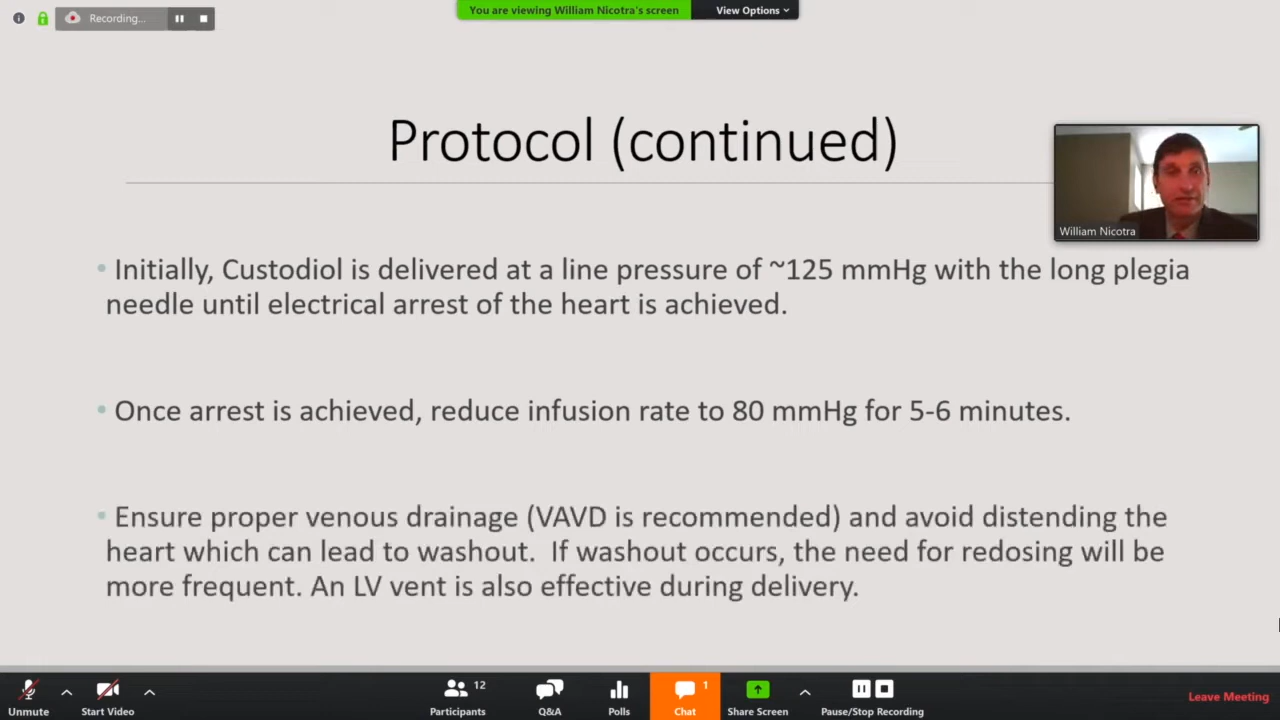 Recording...
You are viewing William Nicotra's screen
View Options
Protocol (continued)
William Nicotra
• Initially, Custodiol is delivered at a line pressure of ~125 mmHg with the long plegia
needle until electrical arrest of the heart is achieved.
• Once arrest is achieved, reduce infusion rate to 80 mmHg for 5-6 minutes.
• Ensure proper venous drainage (VAVD is recommended) and avoid distending the
heart which can lead to washout.  If washout occurs, the need for redosing will be
more frequent. An LV vent is also effective during delivery.
12
1
Unmute
Start Video
Participants
Q&A
Polls
Chat
Share Screen
Pause/Stop Recording
Leave Meeting